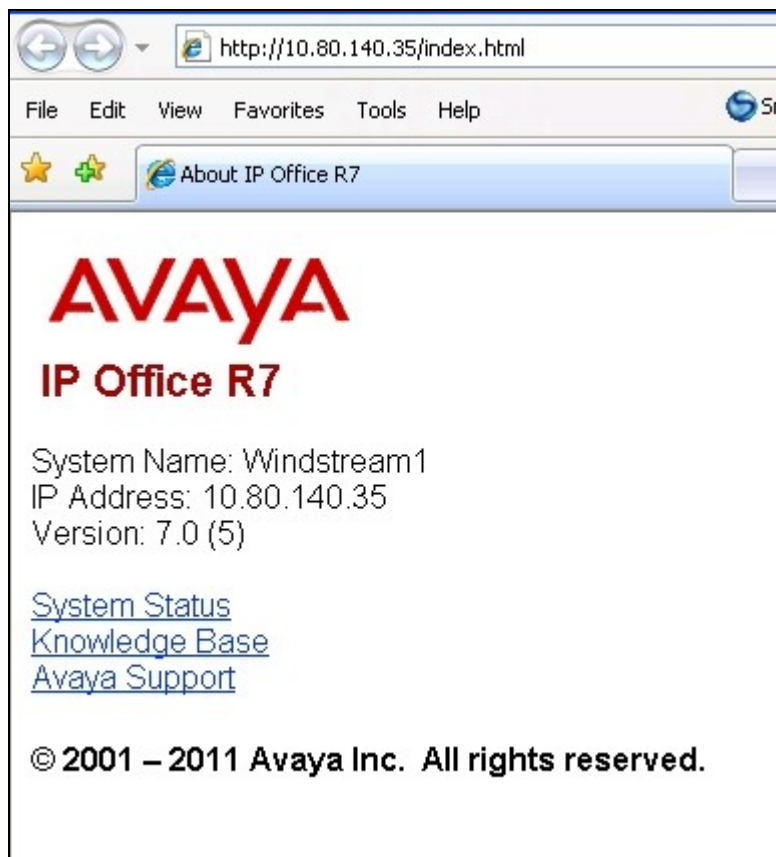 http://10.80.140.35/index.html
File Edit View Favorites Tools Help
About IP Office R7
AVAYA
IP Office R7
System Name: Windstream1
IP Address: 10.80.140.35
Version: 7.0 (5)
System Status
Knowledge Base
Avaya Support
© 2001 – 2011 Avaya Inc. All rights reserved.